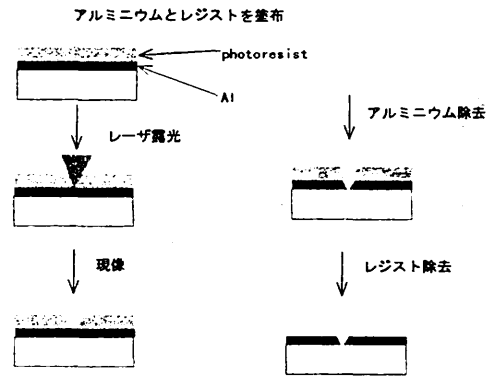 アルミニウムとレジストを塗布
photoresist
Al
レーザ露光
現像
アルミニウム除去
レジスト除去